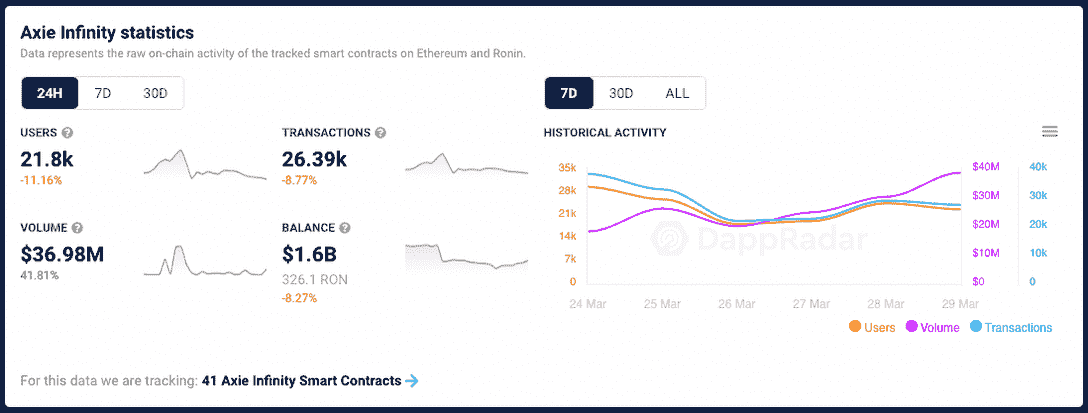 Axie Infinity statistics
Data represents the raw on-chain activity of the tracked smart contracts on Ethereum and Ronin.
24H 7D 30D
USERS ?
21.8k
-11.16%
TRANSACTIONS ?
26.39k
-8.77%
VOLUME ?
$36.98M
41.81%
BALANCE ?
$1.6B
326.1 RON
-8.27%
7D 30D ALL
HISTORICAL ACTIVITY
35k $40M 40k
28k $30M 30k
21k
14k $20M 20k
7k $10M 10k
0 $0 0
DappRadar
24 Mar 25 Mar 26 Mar 27 Mar 28 Mar 29 Mar
Users Volume Transactions
For this data we are tracking: 41 Axie Infinity Smart Contracts →